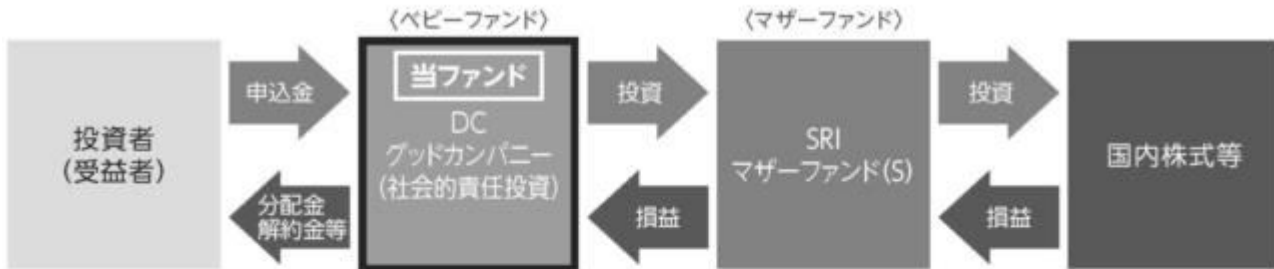 〈ベビーファンド〉
〈マザーファンド〉
投資者
(受益者)
申込金
分配金
解約金等
当ファンド
DC
グッドカンパニー
(社会的責任投資)
投資
損益
SRI
マザーファンド(S)
投資
損益
国内株式等